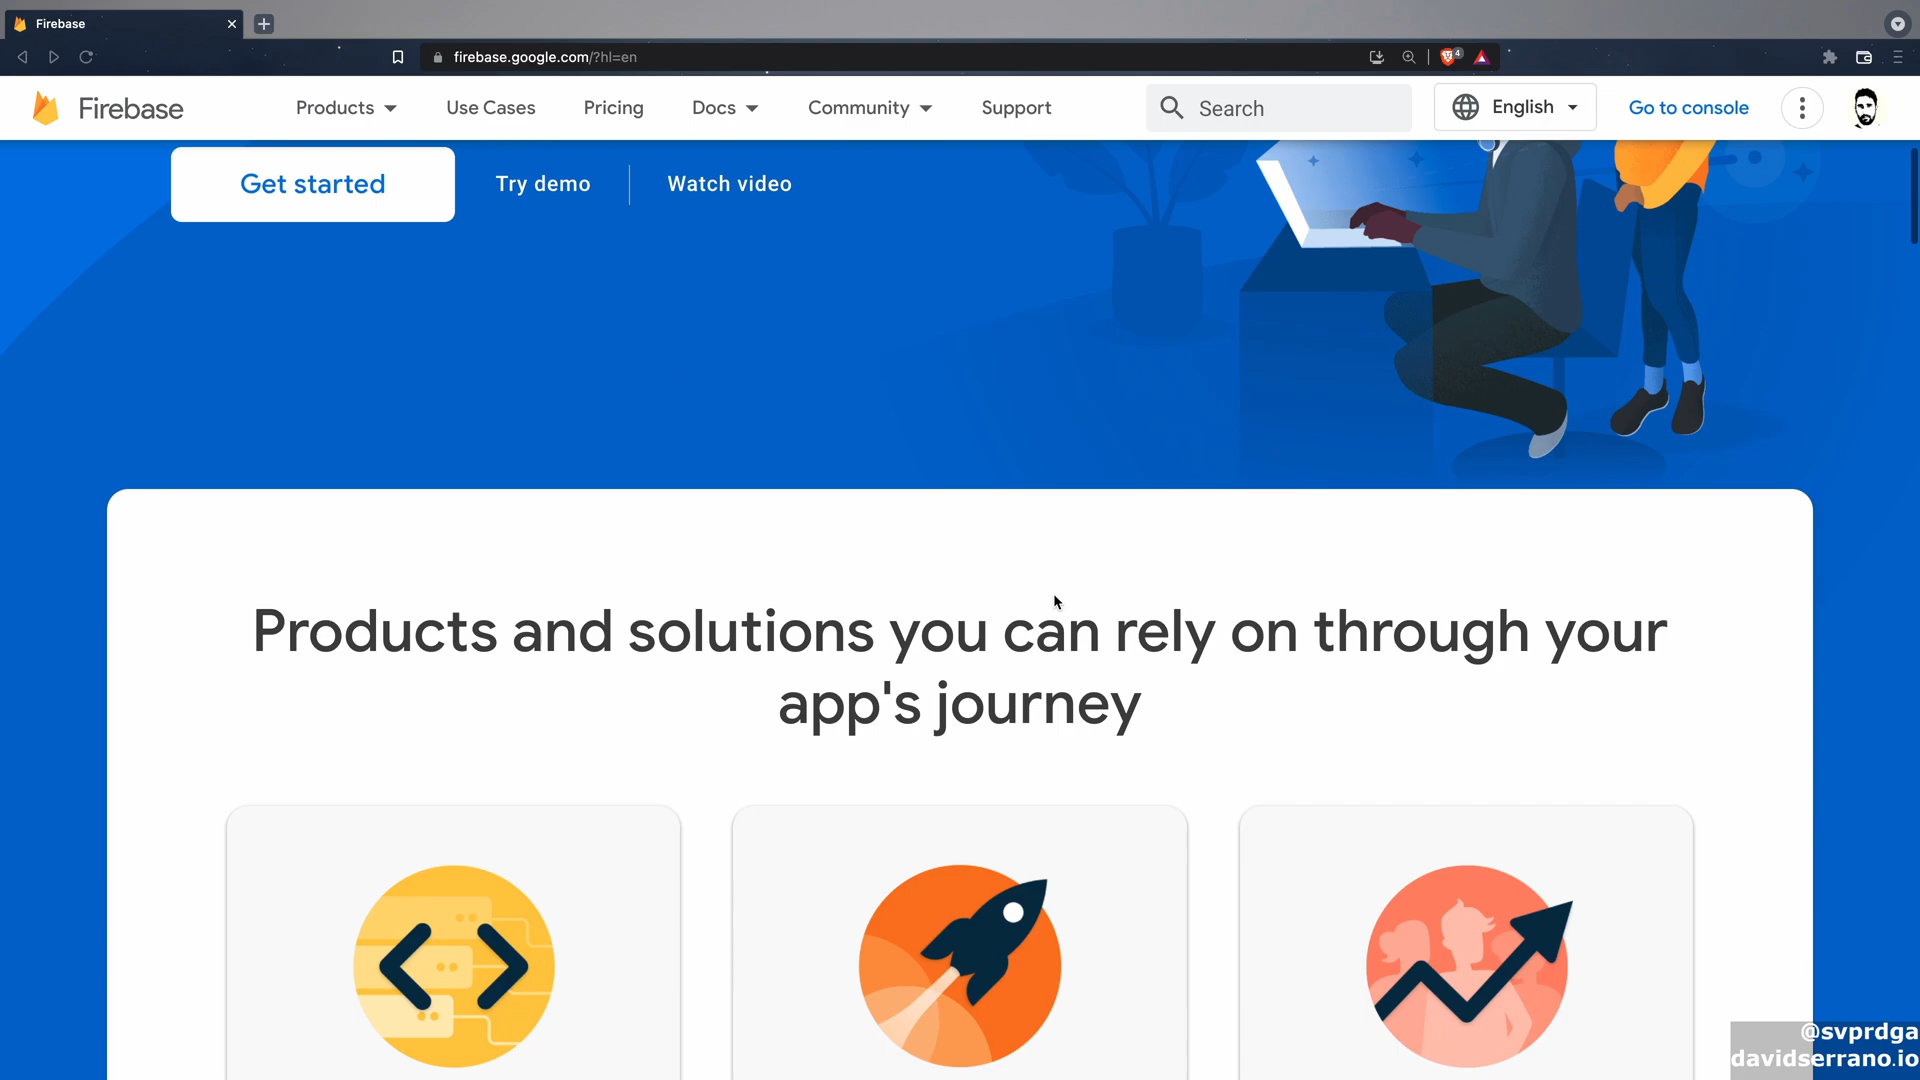 Firebase
firebase.google.com/?hl=en
4
Firebase
Products
Use Cases
Pricing
Docs
Community
Support
Search
English
Go to console
Get started
Try demo
Watch video
Products and solutions you can rely on through your
app's journey
@svprdga
davidserrano.io